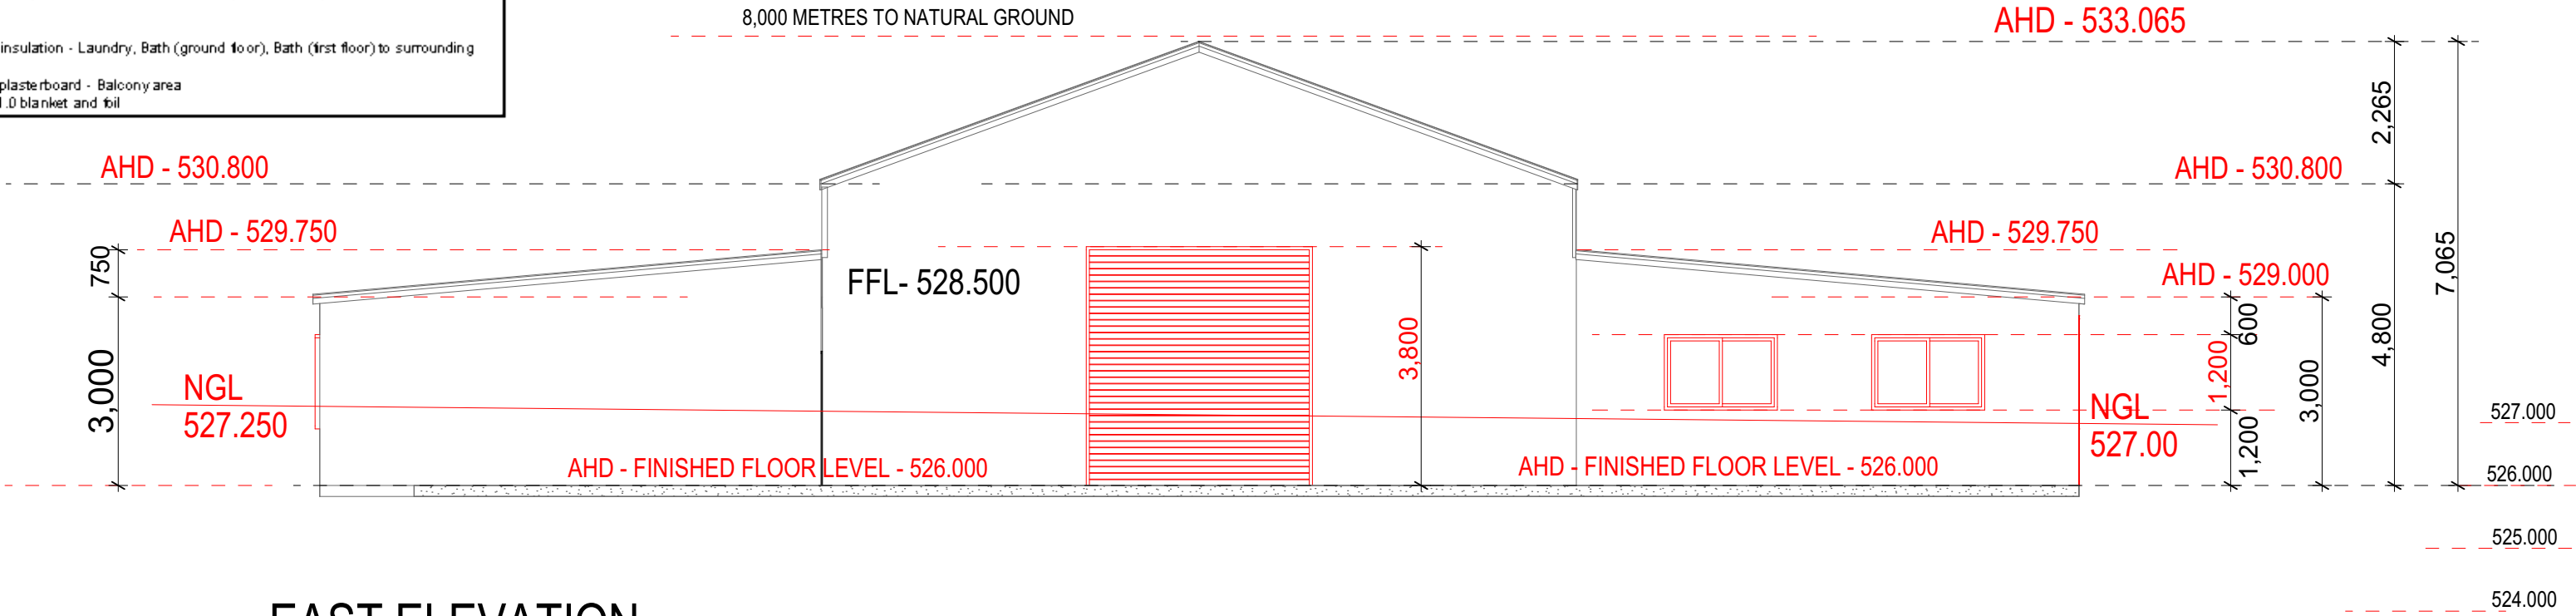 8,000 METRES TO NATURAL GROUND
AHD - 533.065
insulation - Laundry, Bath (ground floor), Bath (first floor) to surrounding
plasterboard - Balcony area
1.0 blanket and foil
2,265
AHD - 530.800
AHD - 530.800
AHD - 529.750
AHD - 529.750
750
7,065
FFL- 528.500
AHD - 529.000
600
3,800
4,800
1,200
3,000
3,000
NGL
527.250
NGL
527.00
527.000
1,200
AHD - FINISHED FLOOR LEVEL - 526.000
AHD - FINISHED FLOOR LEVEL - 526.000
526.000
525.000
524.000
EAST ELEVATION